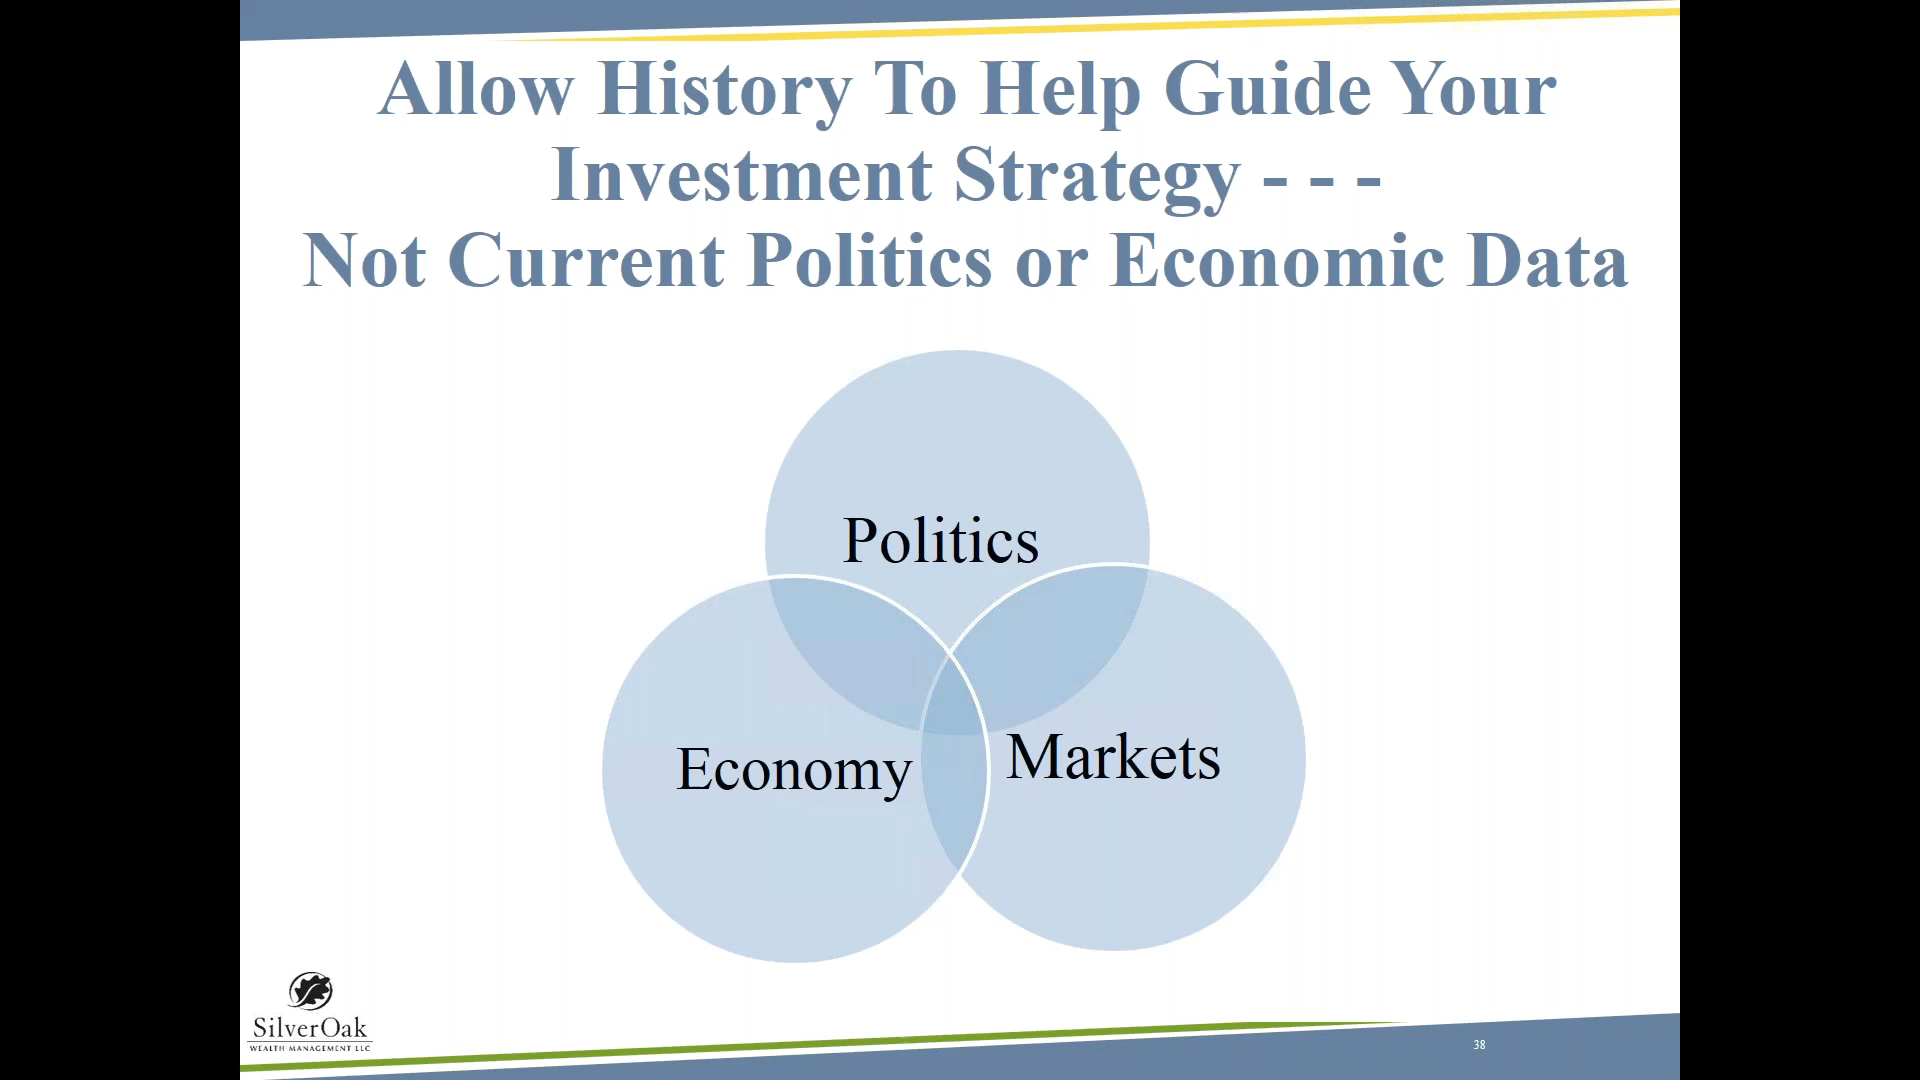 Allow History To Help Guide Your
Investment Strategy - - -
Not Current Politics or Economic Data
Politics
Economy
Markets
SilverOak
WEALTH MANAGEMENT LLC
38